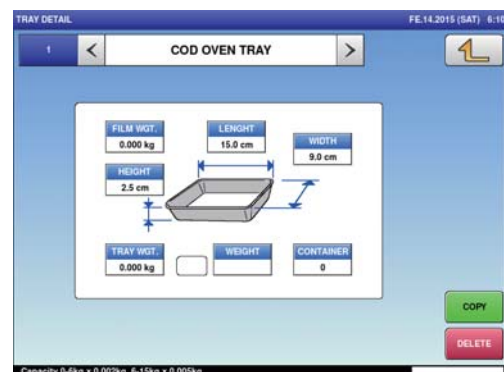 TRAY DETAIL
FE.14.2015 (SAT) 6:10
1
<
COD OVEN TRAY
>
FILM WGT.
0.000 kg
LENGHT
15.0 cm
WIDTH
9.0 cm
HEIGHT
2.5 cm
TRAY WGT.
0.000 kg
WEIGHT
CONTAINER
0
COPY
DELETE
Capacity 0-6kg x 0.002kg, 6-15kg x 0.005kg